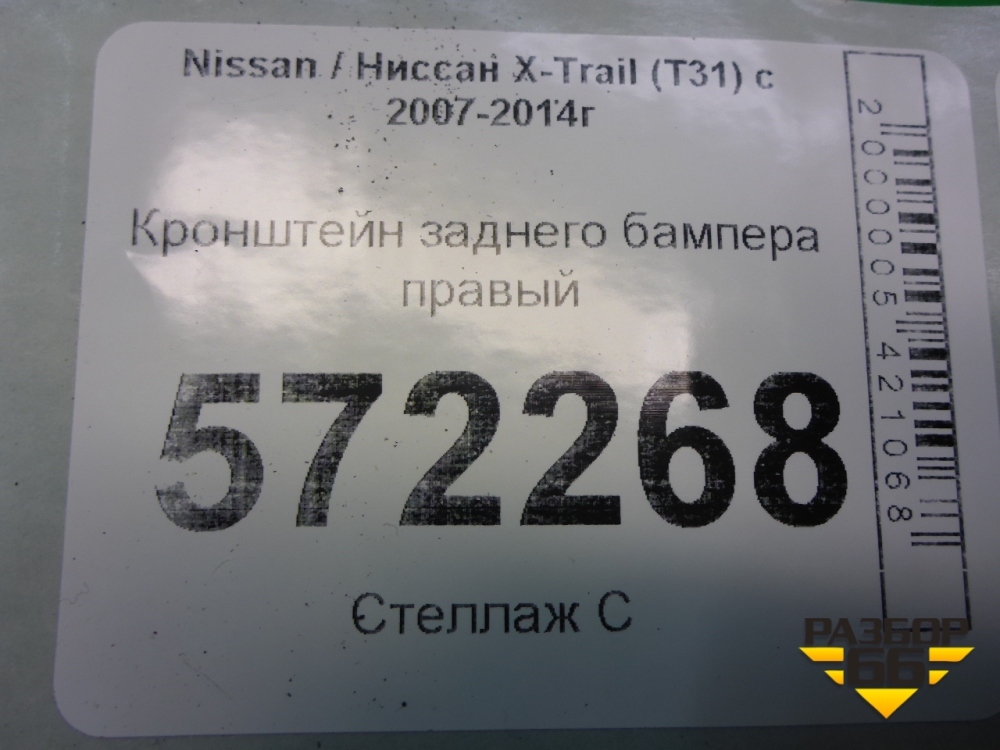 Nissan / Ниссан X-Trail (T31) с
2007-2014г
Кронштейн заднего бампера
правый
572268
Стеллаж С
2000005421068
РАЗБОР
66